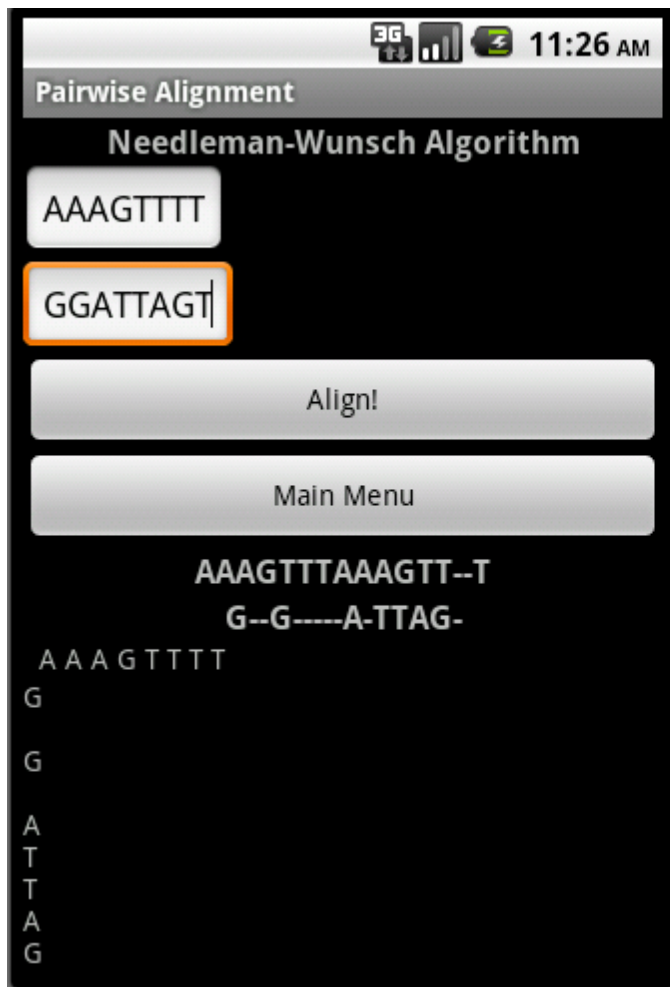 3G 11:26 AM
Pairwise Alignment
Needleman-Wunsch Algorithm
AAAGTTTT
GGATTAGT
Align!
Main Menu
AAAGTTTAAAGTT--T
G--G-----A-TTAG-
A A A G T T T T
G
G
A
T
T
A
G